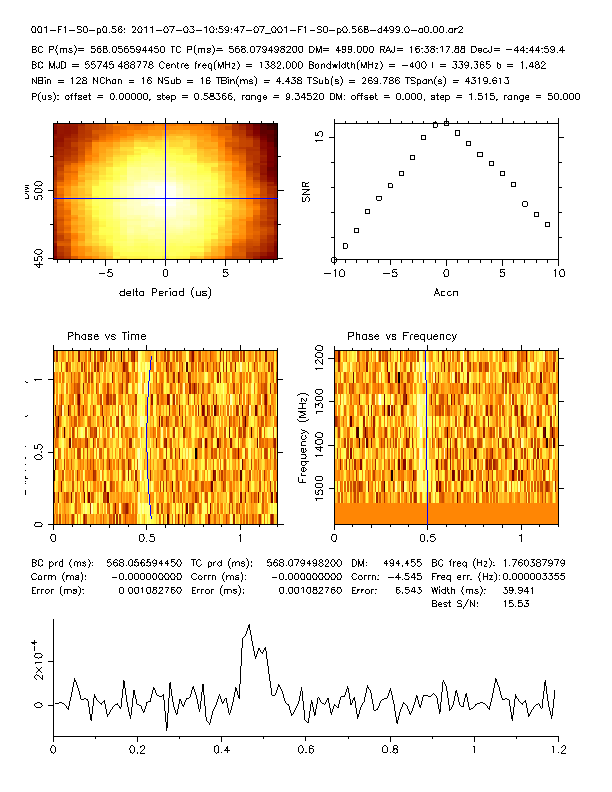 001-F1-S0-p0.56: 2011-07-03-10:59:47-07_001-F1-S0-p0.568-d499.0-a0.00.ar2
BC P(ms)= 568.056594450 TC P(ms)= 568.079498200 DM= 499.000 RAJ= 16:38:17.88 DecJ= -44:44:59.4
BC MJD = 55745 488778 Centre freq(MHz) = 1382.000 Bandwidth(MHz) = -400 l = 339.365 b = 1.482
NBin = 128 NChan = 16 NSub = 16 TBin(ms) = 4.438 TSub(s) = 269.786 TSpan(s) = 4319.613
P(us): offset = 0.00000, step = 0.58366, range = 9.34520 DM: offset = 0.000, step = 1.515, range = 50.000
500
450
-5 0 5
delta Period (us)
15
SNR
-10 -5 0 5 10
Accn
Phase vs Time
1
0.5
0
0 0.5 1
Phase vs Frequency
1200
1300
1400
1500
Frequency (MHz)
0 0.5 1
BC prd (ms): 568.056594450 TC prd (ms): 568.079498200 DM: 494.455 BC freq (Hz): 1.760387979
Corrn (ms): -0.000000000 Corrn (ms): -0.000000000 Corrn: -4.545 Freq err. (Hz): 0.000003355
Error (ms): 0.001082760 Error (ms): 0.001082760 Error: 6.543 Width (ms): 39.941
Best S/N: 15.53
2×10⁻⁴
0
0 0.2 0.4 0.6 0.8 1 1.2